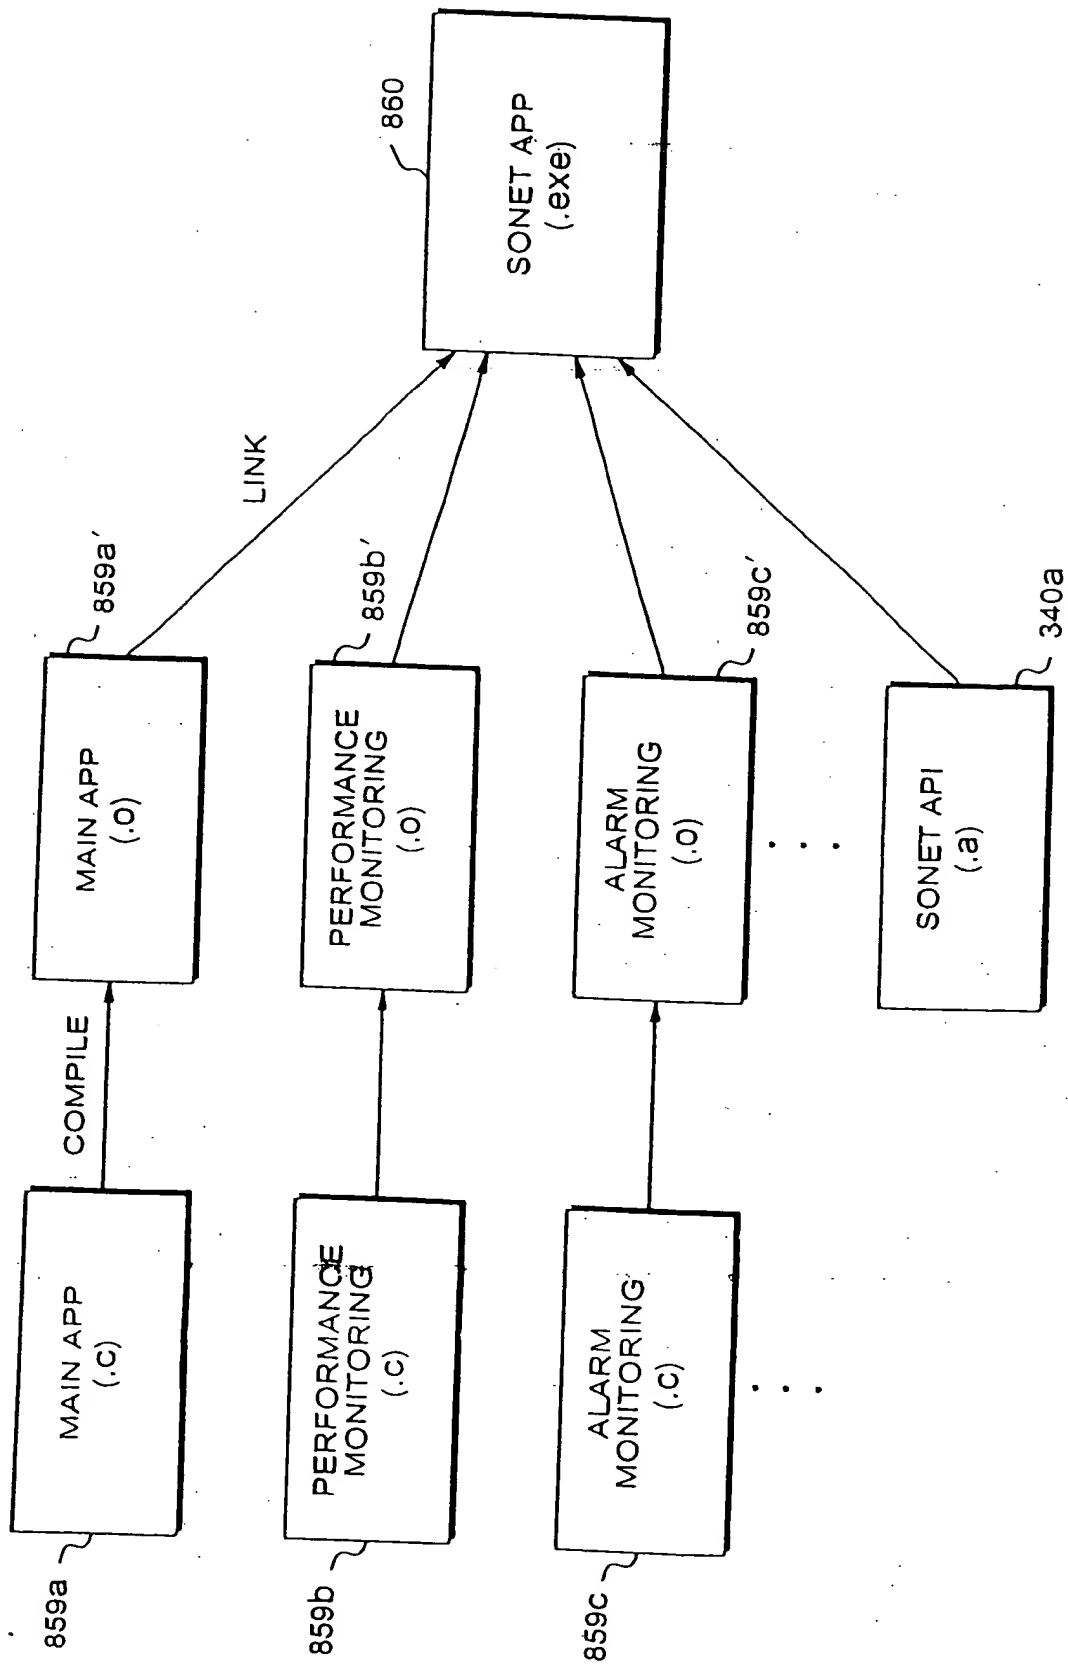 859a
MAIN APP
(.c)
COMPILE
MAIN APP
(.o)
859a′
LINK
859b
PERFORMANCE
MONITORING
(.c)
PERFORMANCE
MONITORING
(.o)
859b′
859c
ALARM
MONITORING
(.c)
ALARM
MONITORING
(.o)
859c′
. . .
. . .
SONET API
(.a)
340a
SONET APP
(.exe)
860